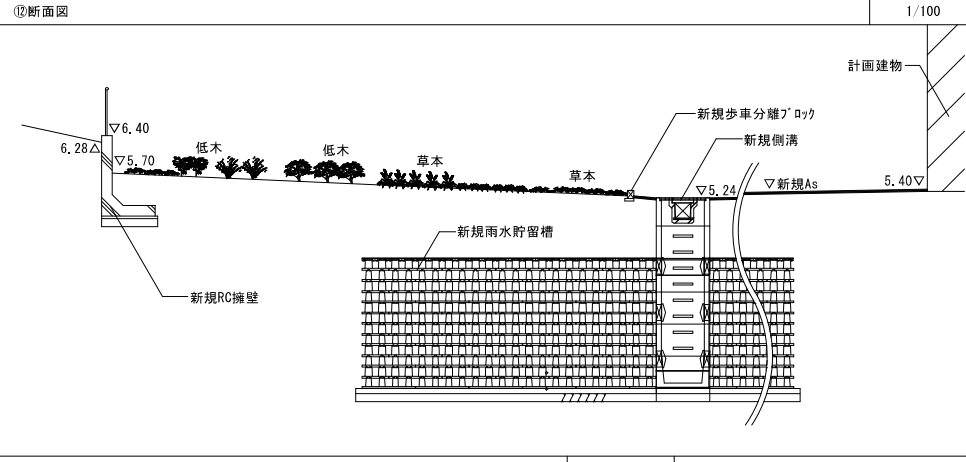 ⑫断面図
1/100
計画建物
新規歩車分離ブロック
▽6.40
新規側溝
6.28△
低木
低木
▽5.70
草本
草本
▽5.24
▽新規As
5.40▽
新規雨水貯留槽
新規RC擁壁